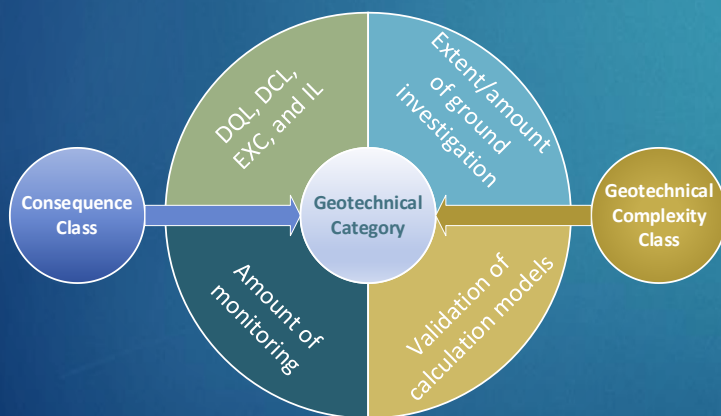 DQL, DCL,
EXC, and IL
Extent/amount
of ground
investigation
Consequence
Class
Geotechnical
Category
Geotechnical
Complexity
Class
Amount of
monitoring
Validation of
calculation models